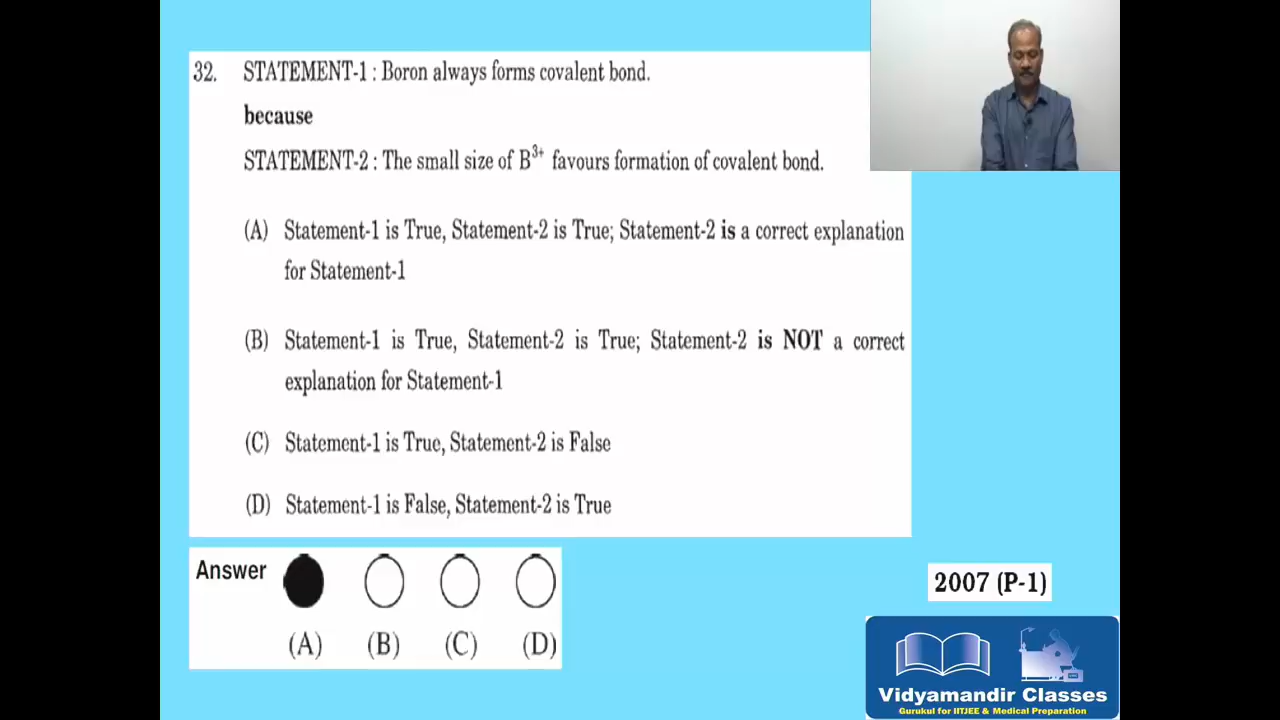 32. STATEMENT-1 : Boron always forms covalent bond.
because
STATEMENT-2 : The small size of B³⁺ favours formation of covalent bond.
(A) Statement-1 is True, Statement-2 is True; Statement-2 is a correct explanation
for Statement-1
(B) Statement-1 is True, Statement-2 is True; Statement-2 is NOT a correct
explanation for Statement-1
(C) Statement-1 is True, Statement-2 is False
(D) Statement-1 is False, Statement-2 is True
Answer
(A) (B) (C) (D)
2007 (P-1)
Vidyamandir Classes
Gurukul for IITJEE & Medical Preparation